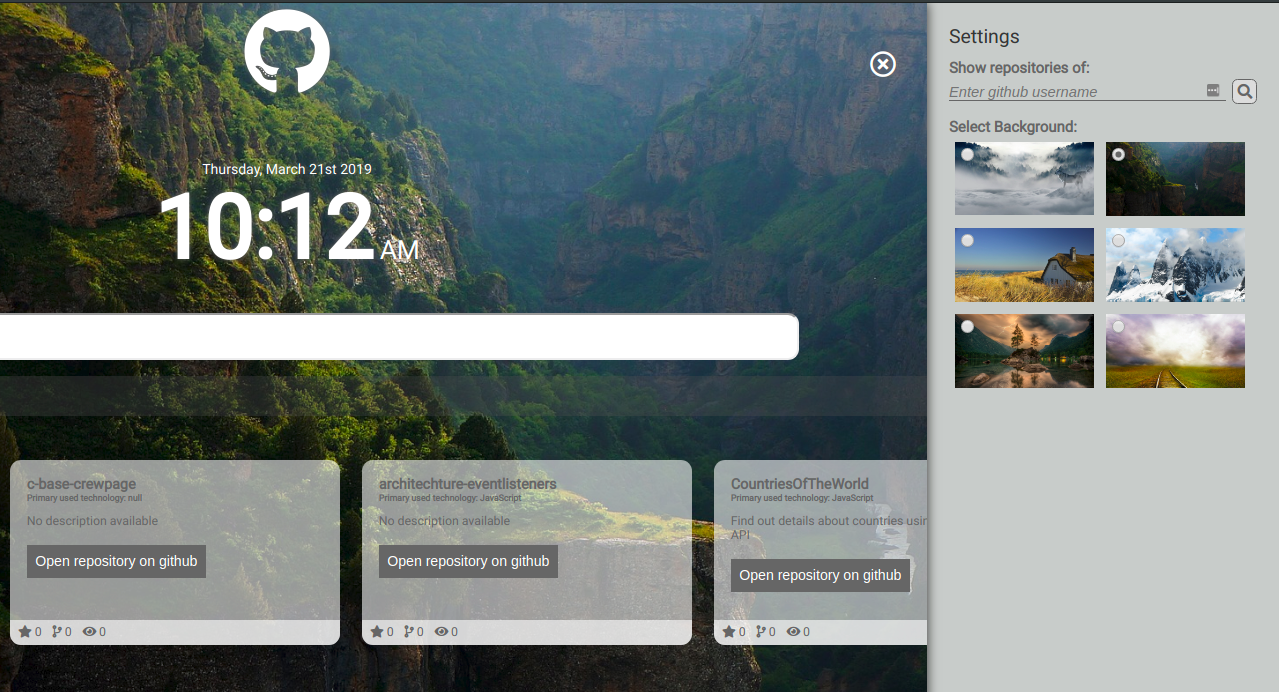 Thursday, March 21st 2019
10:12 AM
c-base-crewpage
Primary used technology: null
No description available
Open repository on github
0 0 0
architechture-eventlisteners
Primary used technology: JavaScript
No description available
Open repository on github
0 0 0
CountriesOfTheWorld
Primary used technology: JavaScript
Find out details about countries usin
API
Open repository on github
0 0 0
Settings
Show repositories of:
Enter github username
Select Background: